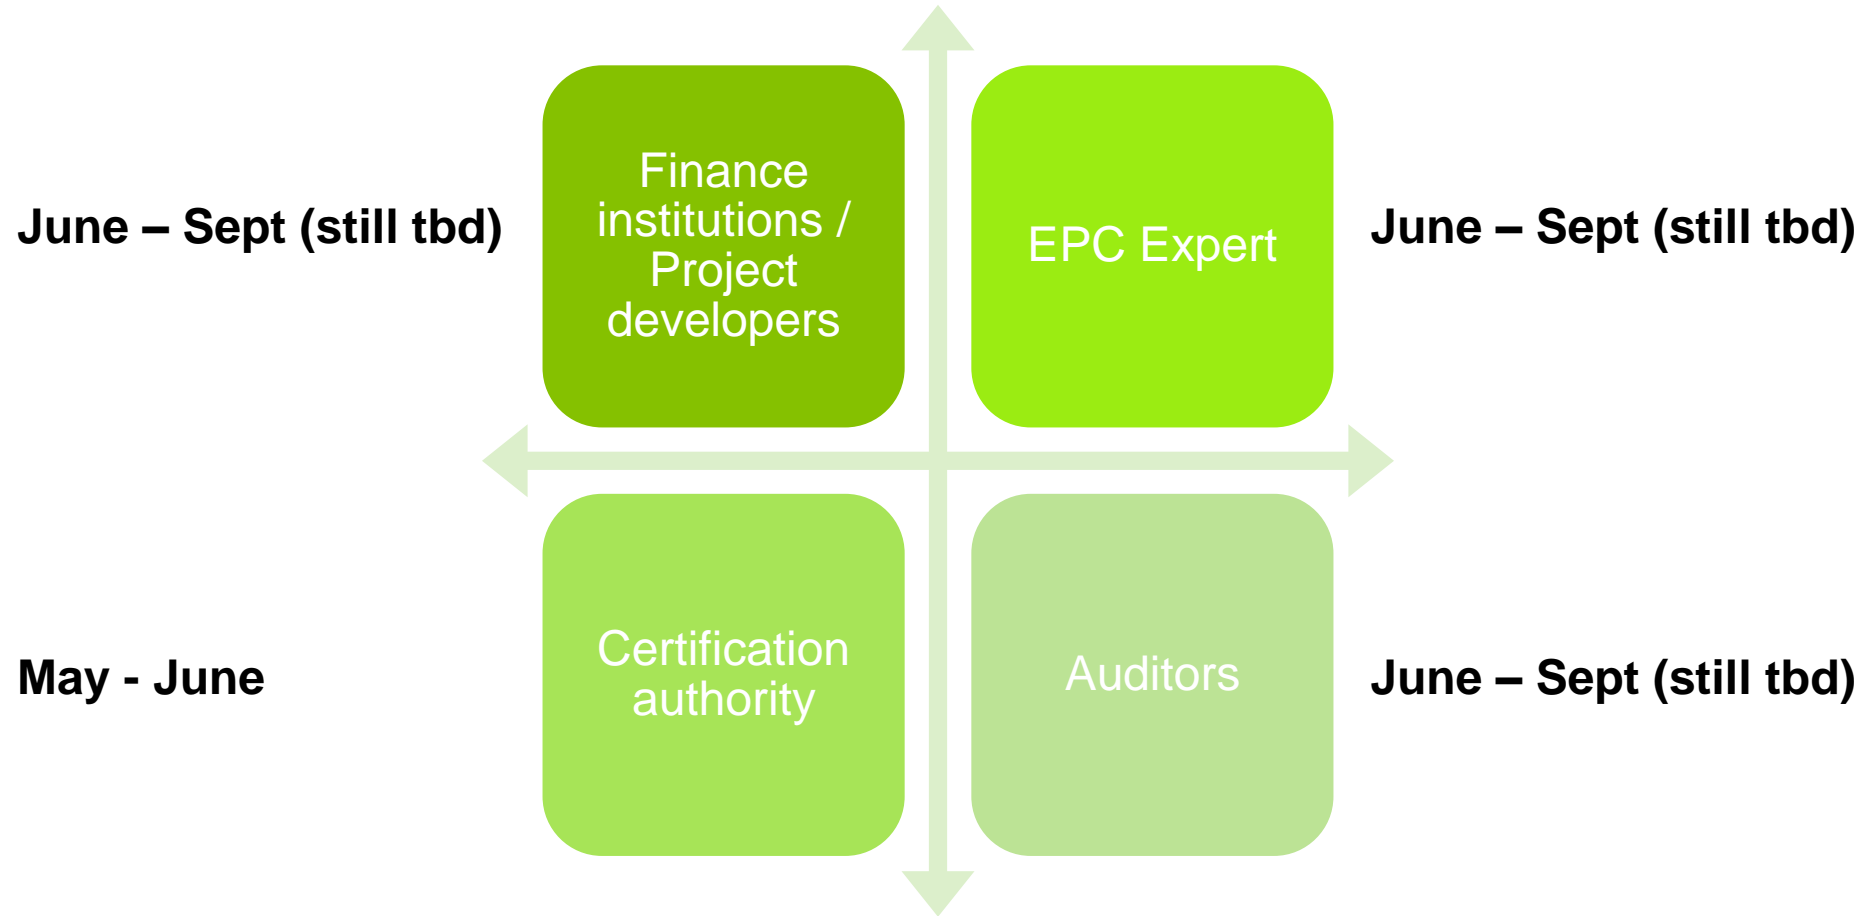 June – Sept (still tbd)
Finance
institutions /
Project
developers
EPC Expert
June – Sept (still tbd)
May - June
Certification
authority
Auditors
June – Sept (still tbd)